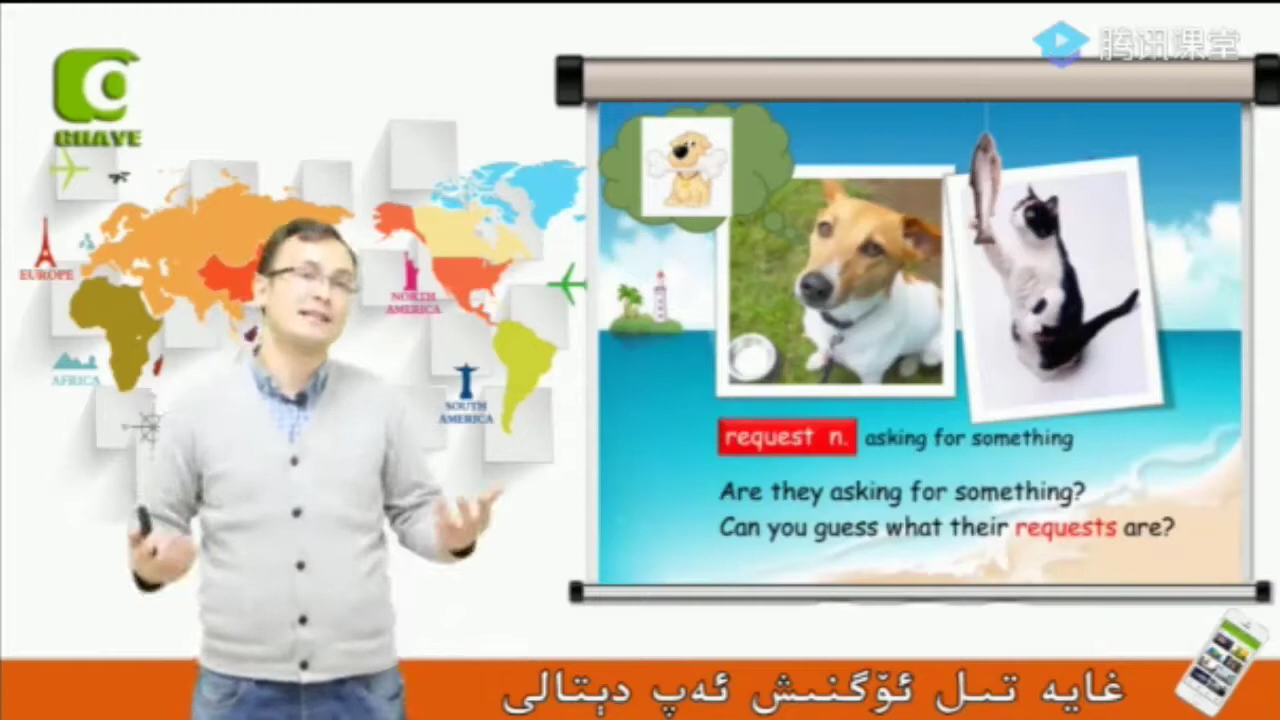 腾讯课堂
GHAYE
EUROPE
NORTH
AMERICA
AFRICA
SOUTH
AMERICA
request n. asking for something
Are they asking for something?
Can you guess what their requests are?
غايە تىل ئۆگىنىش ئەپ دېتالى